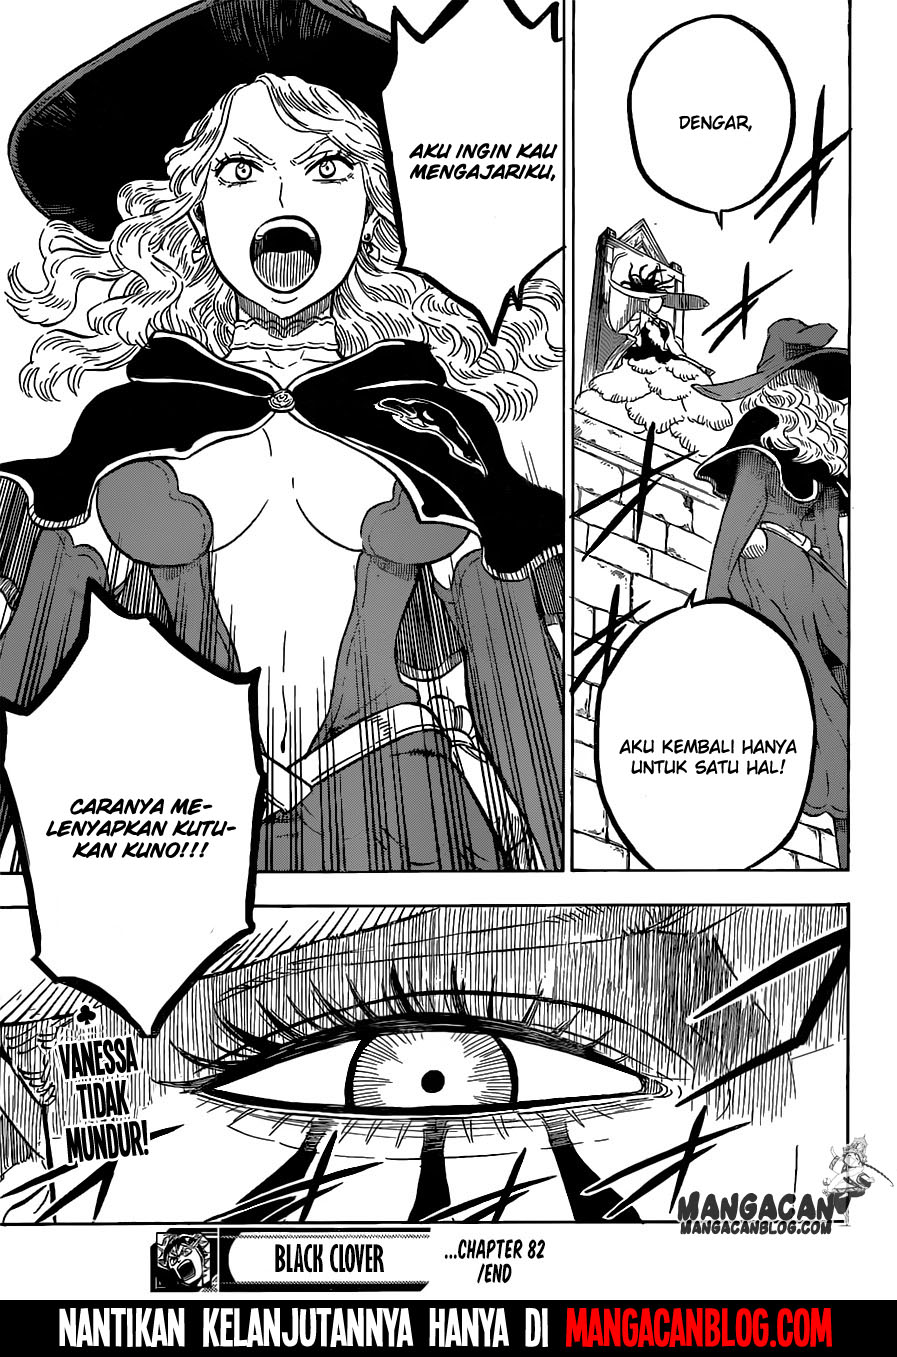 DENGAR,
AKU KEMBALI HANYA
UNTUK SATU HAL!
AKU INGIN KAU
MENGAJARIKU,
CARANYA ME-
LENYAPKAN KUTU-
KAN KUNO!!!
VANESSA
TIDAK
MUNDUR!
MANGACAN
MANGACANBLOG.COM
BLACK CLOVER
...CHAPTER 82
/END
NANTIKAN KELANJUTANNYA HANYA DI MANGACANBLOG.COM